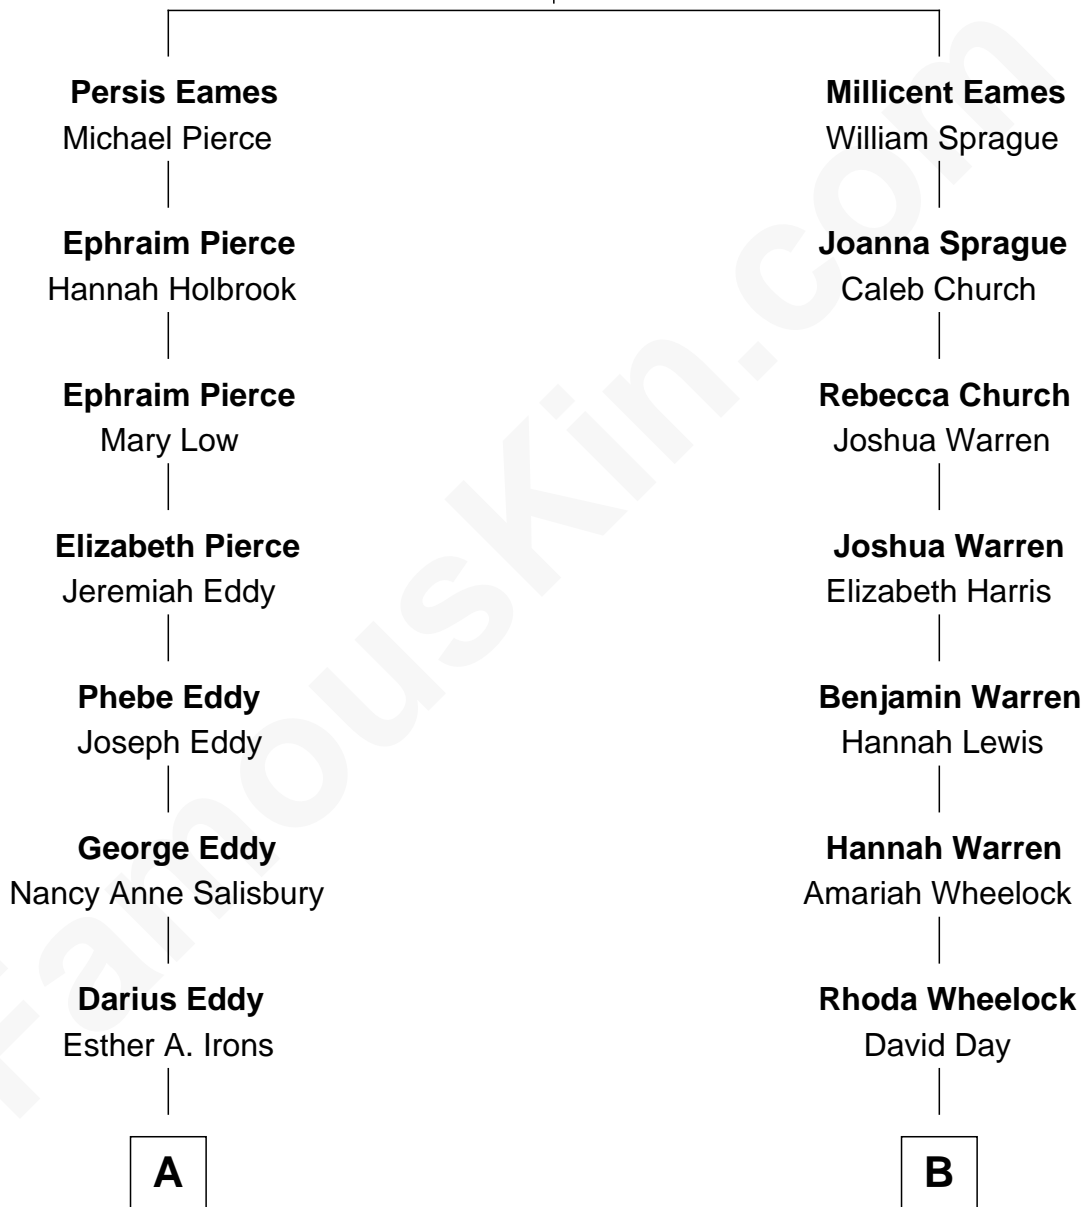 Persis Eames
Michael Pierce
Ephraim Pierce
Hannah Holbrook
Ephraim Pierce
Mary Low
Elizabeth Pierce
Jeremiah Eddy
Phebe Eddy
Joseph Eddy
George Eddy
Nancy Anne Salisbury
Darius Eddy
Esther A. Irons
A
Millicent Eames
William Sprague
Joanna Sprague
Caleb Church
Rebecca Church
Joshua Warren
Joshua Warren
Elizabeth Harris
Benjamin Warren
Hannah Lewis
Hannah Warren
Amariah Wheelock
Rhoda Wheelock
David Day
B
FamousKin.com